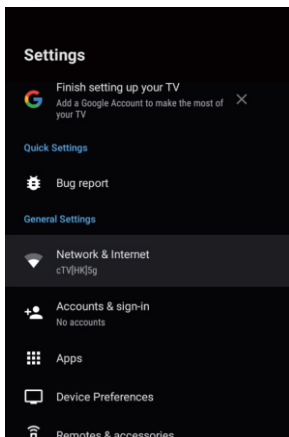 Settings
Finish setting up your TV
Add a Google Account to make the most of
your TV
Quick Settings
Bug report
General Settings
Network & Internet
cTV[HK]5g
Accounts & sign-in
No accounts
Apps
Device Preferences
Remotes & accessories